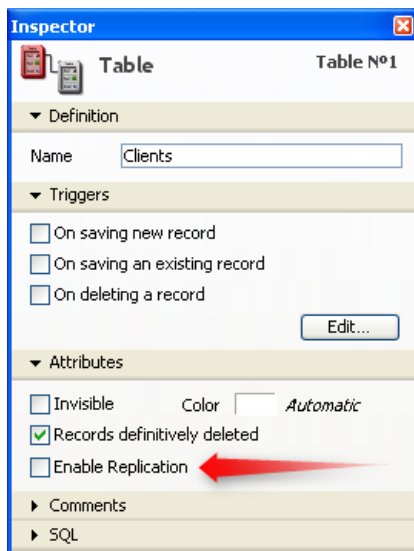 Inspector
Table Table Nº1
Definition
Name Clients
Triggers
On saving new record
On saving an existing record
On deleting a record
Edit...
Attributes
Invisible Color Automatic
Records definitively deleted
Enable Replication
Comments
SQL